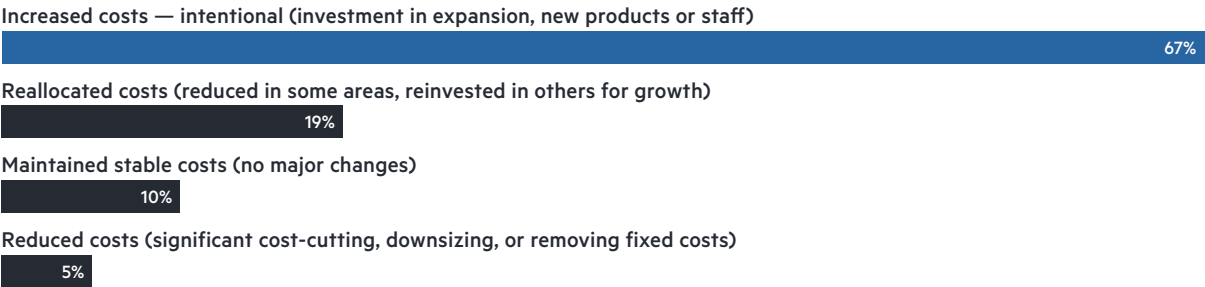 Increased costs — intentional (investment in expansion, new products or staff)
67%
Reallocated costs (reduced in some areas, reinvested in others for growth)
19%
Maintained stable costs (no major changes)
10%
Reduced costs (significant cost-cutting, downsizing, or removing fixed costs)
5%